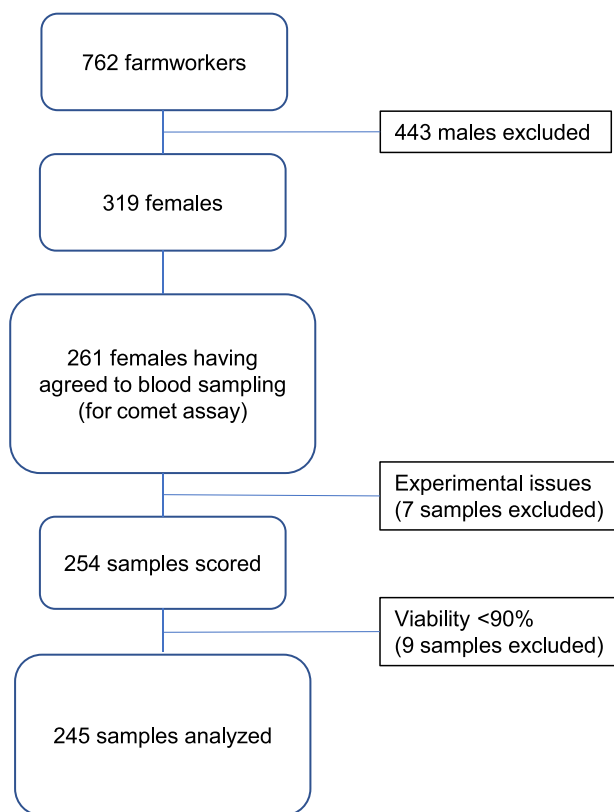 762 farmworkers
443 males excluded
319 females
261 females having
agreed to blood sampling
(for comet assay)
Experimental issues
(7 samples excluded)
254 samples scored
Viability <90%
(9 samples excluded)
245 samples analyzed